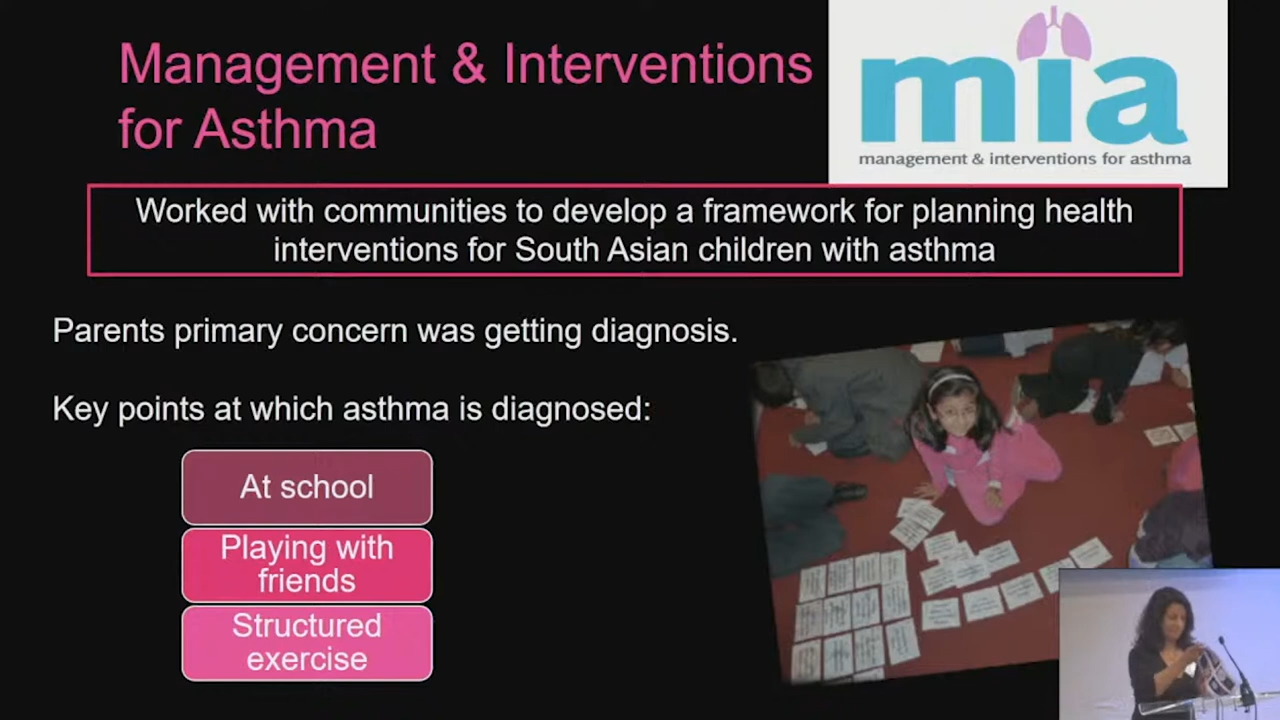 Management & Interventions
for Asthma
mia
management & interventions for asthma
Worked with communities to develop a framework for planning health
interventions for South Asian children with asthma
Parents primary concern was getting diagnosis.
Key points at which asthma is diagnosed:
At school
Playing with
friends
Structured
exercise